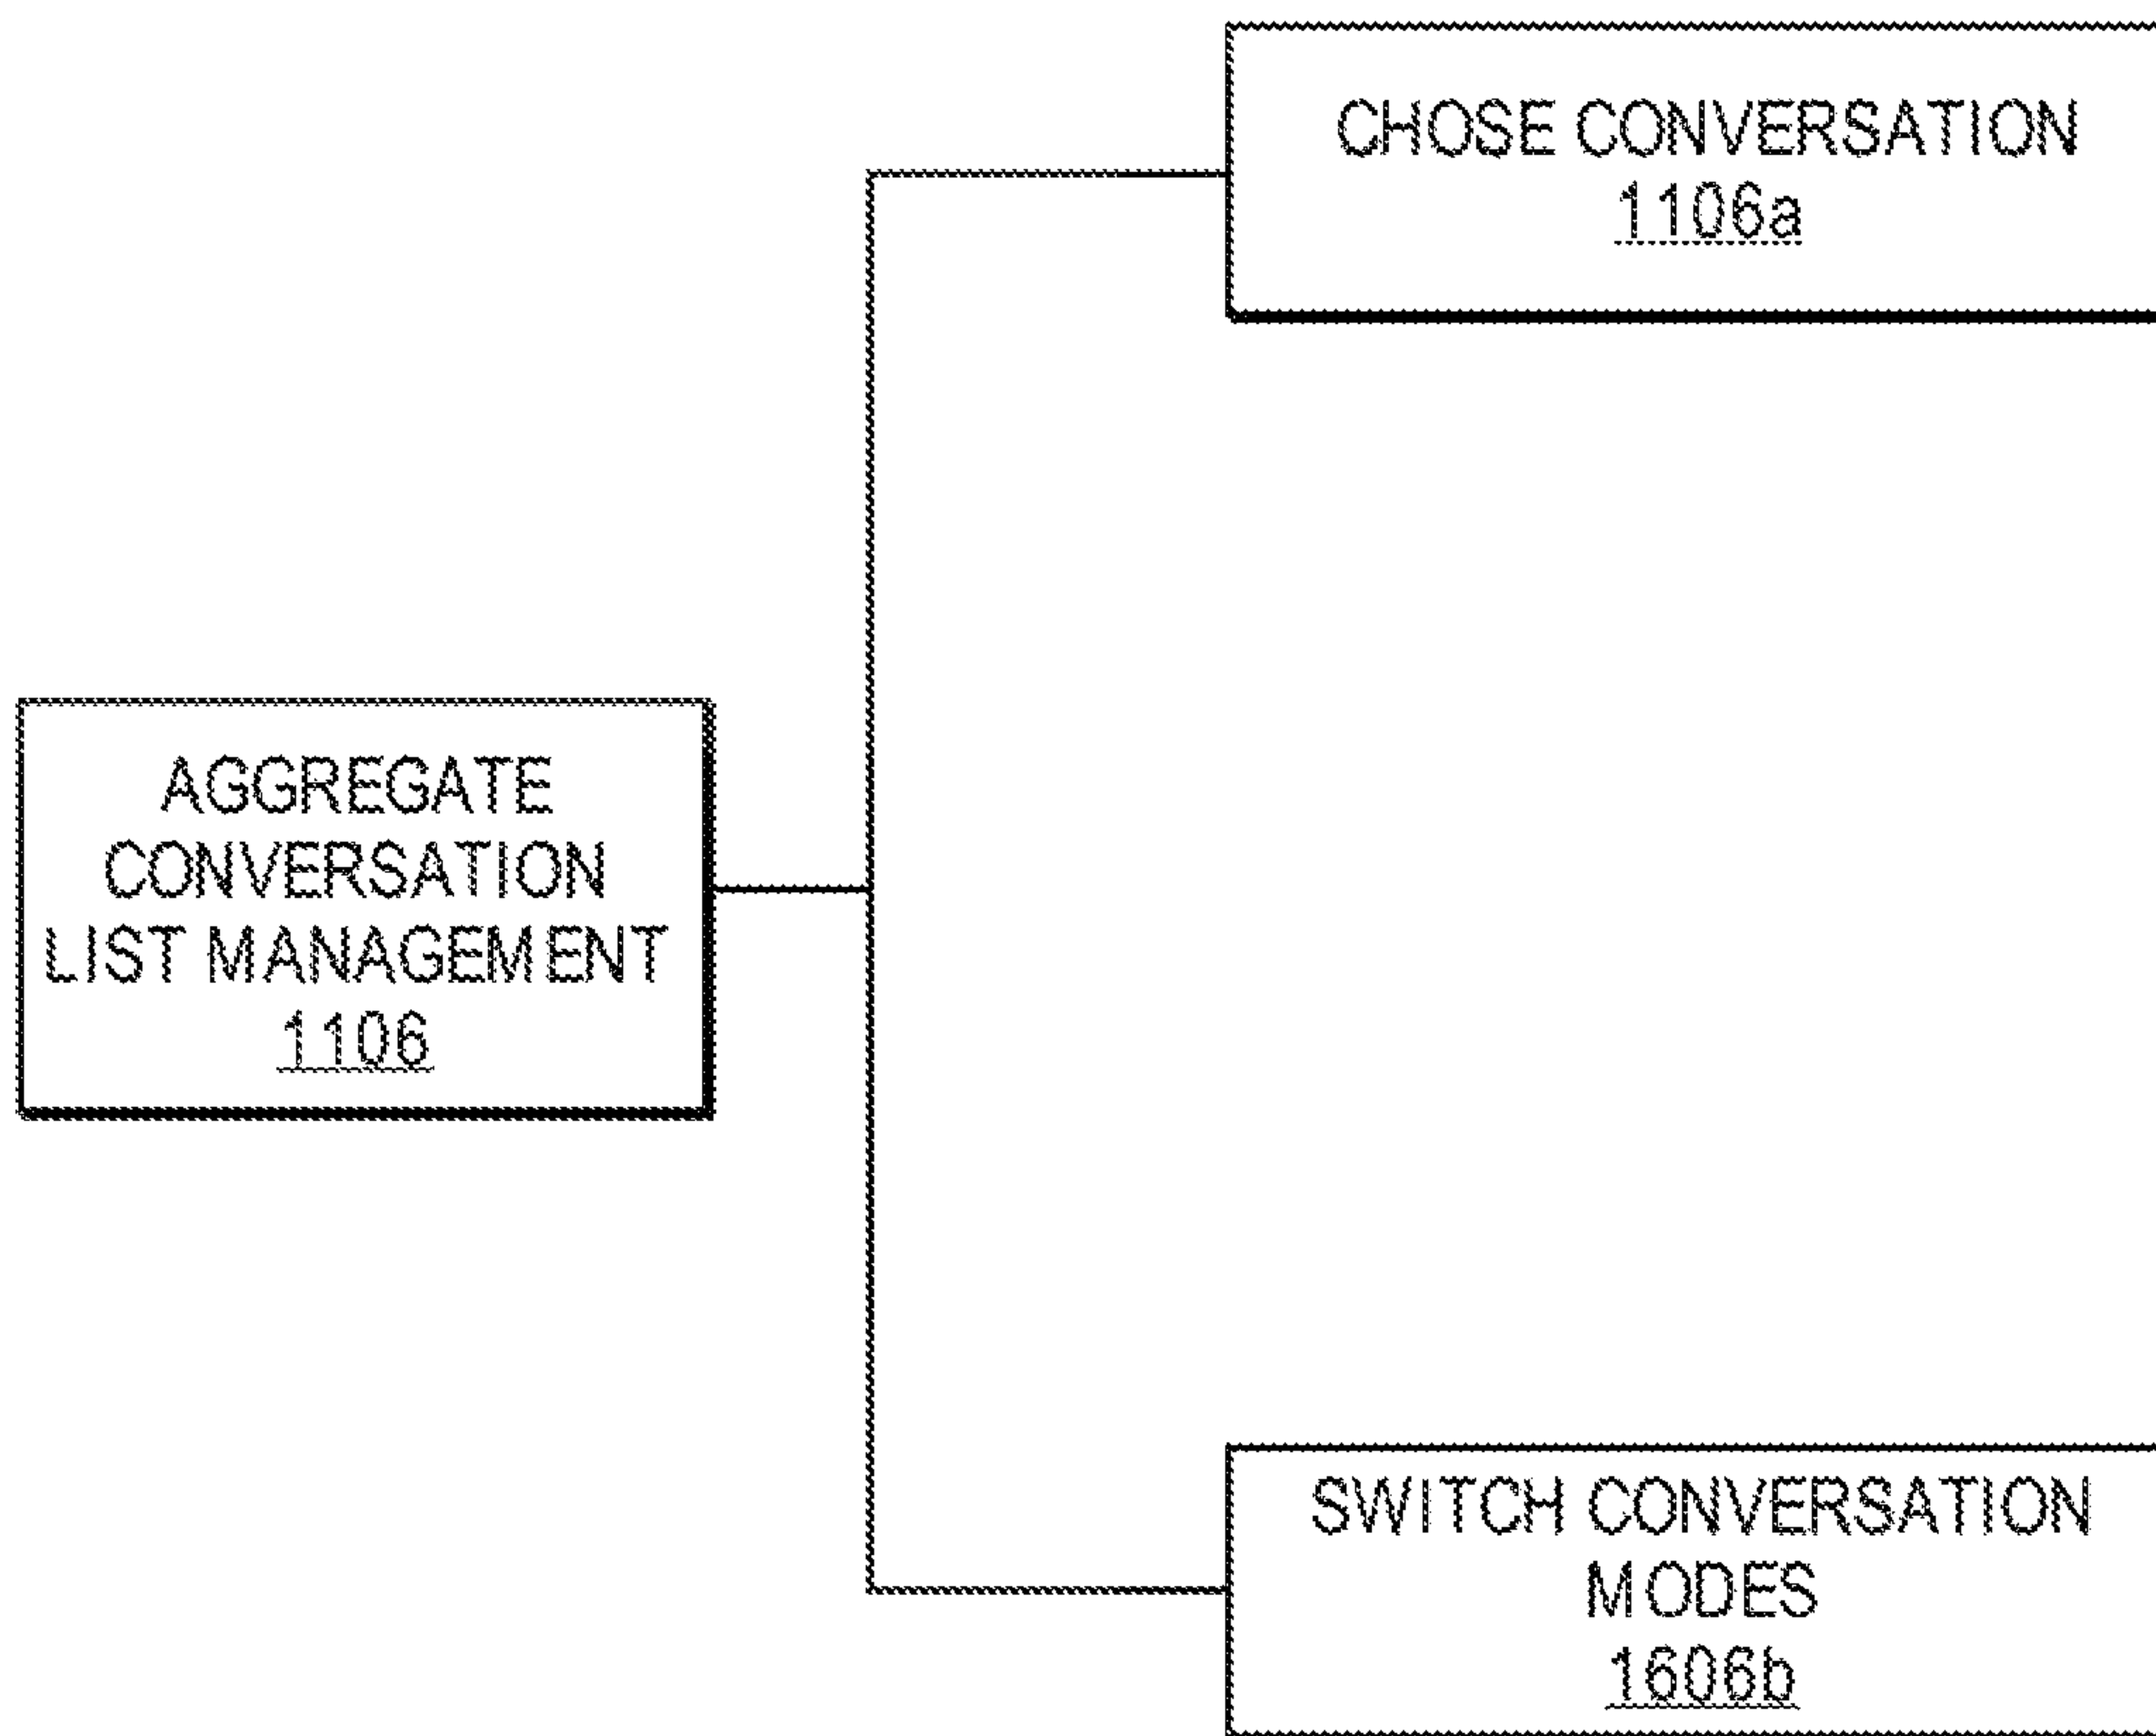 CHOSE CONVERSATION
1106a
AGGREGATE
CONVERSATION
LIST MANAGEMENT
1106
SWITCH CONVERSATION
MODES
1606b